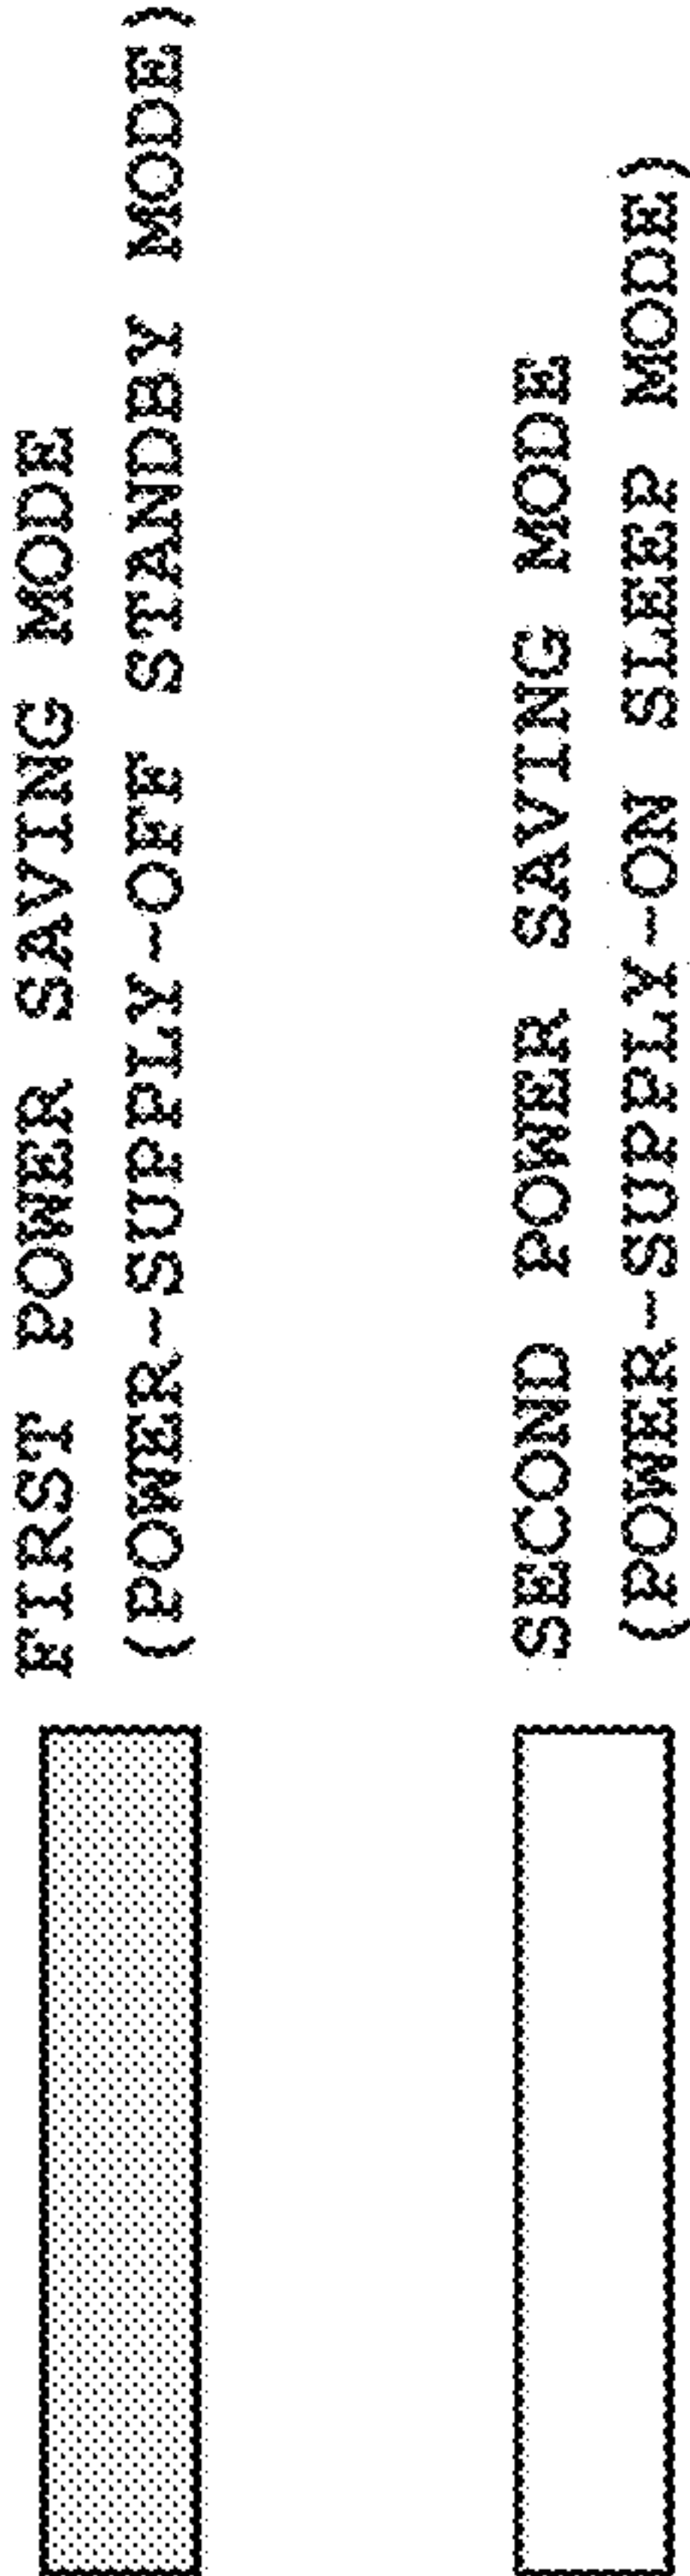 FIRST POWER SAVING MODE
(POWER-SUPPLY-OFF STANDBY MODE)
SECOND POWER SAVING MODE
(POWER-SUPPLY-ON SLEEP MODE)